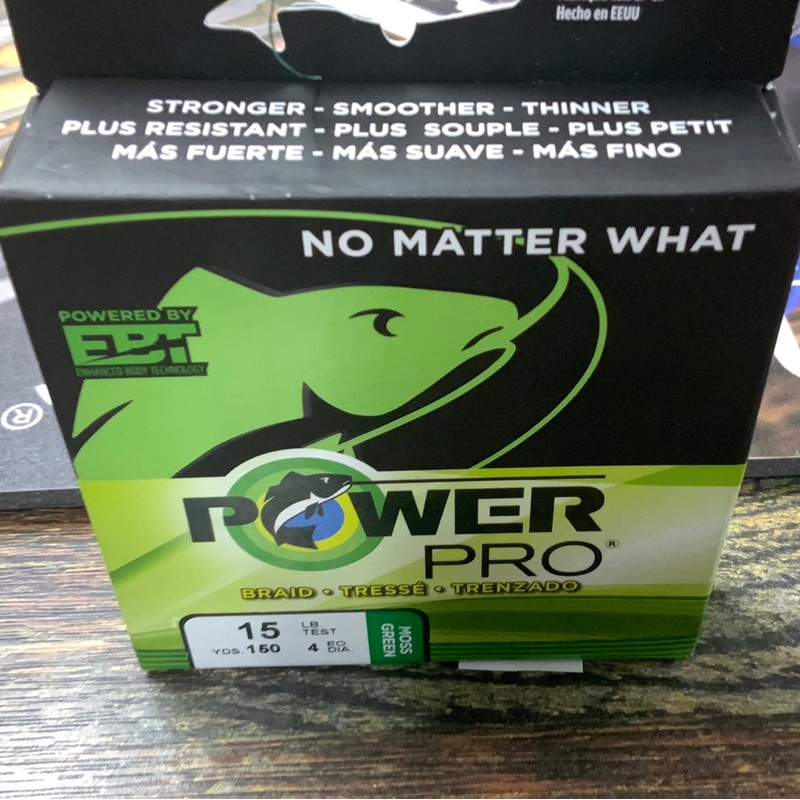 Hecho en EEUU
STRONGER - SMOOTHER - THINNER
PLUS RESISTANT - PLUS SOUPLE - PLUS PETIT
MÁS FUERTE - MÁS SUAVE - MÁS FINO
NO MATTER WHAT
POWERED BY
EBT
ENHANCED BODY TECHNOLOGY
®
POWER
PRO®
BRAID • TRESSÉ • TRENZADO
15 LB. TEST
YDS. 150 4 EQ. DIA.
MOSS
GREEN